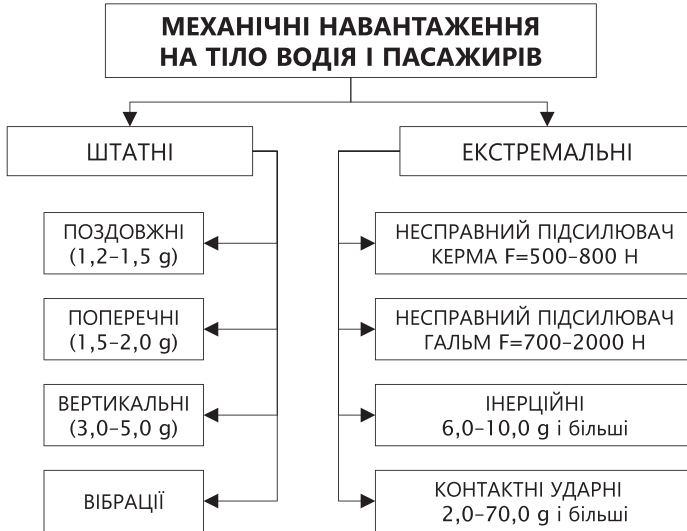 МЕХАНІЧНІ НАВАНТАЖЕННЯ
НА ТІЛО ВОДІЯ І ПАСАЖИРІВ
ШТАТНІ
ЕКСТРЕМАЛЬНІ
ПОЗДОВЖНІ
(1,2–1,5 g)
ПОПЕРЕЧНІ
(1,5–2,0 g)
ВЕРТИКАЛЬНІ
(3,0–5,0 g)
ВІБРАЦІЇ
НЕСПРАВНИЙ ПІДСИЛЮВАЧ
КЕРМА F=500–800 Н
НЕСПРАВНИЙ ПІДСИЛЮВАЧ
ГАЛЬМ F=700–2000 Н
ІНЕРЦІЙНІ
6,0–10,0 g і більші
КОНТАКТНІ УДАРНІ
2,0–70,0 g і більші